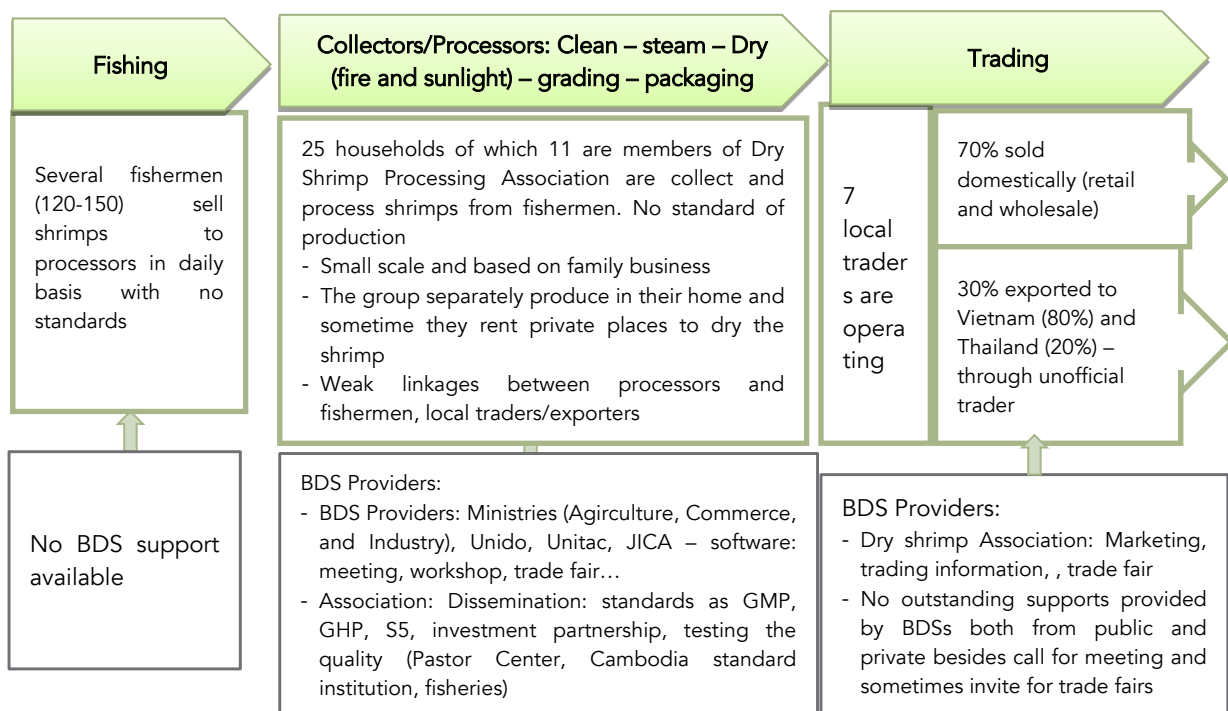 Fishing
Collectors/Processors: Clean – steam – Dry
(fire and sunlight) – grading – packaging
Trading
Several fishermen
(120-150) sell
shrimps to
processors in daily
basis with no
standards
25 households of which 11 are members of Dry
Shrimp Processing Association are collect and
process shrimps from fishermen. No standard of
production
- Small scale and based on family business
- The group separately produce in their home and
sometime they rent private places to dry the
shrimp
- Weak linkages between processors and
fishermen, local traders/exporters
7
local
trader
s are
opera
ting
70% sold
domestically (retail
and wholesale)
30% exported to
Vietnam (80%) and
Thailand (20%) –
through unofficial
trader
No BDS support
available
BDS Providers:
- BDS Providers: Ministries (Agirculture, Commerce,
and Industry), Unido, Unitac, JICA – software:
meeting, workshop, trade fair…
- Association: Dissemination: standards as GMP,
GHP, S5, investment partnership, testing the
quality (Pastor Center, Cambodia standard
institution, fisheries)
BDS Providers:
- Dry shrimp Association: Marketing,
trading information, , trade fair
- No outstanding supports provided
by BDSs both from public and
private besides call for meeting and
sometimes invite for trade fairs